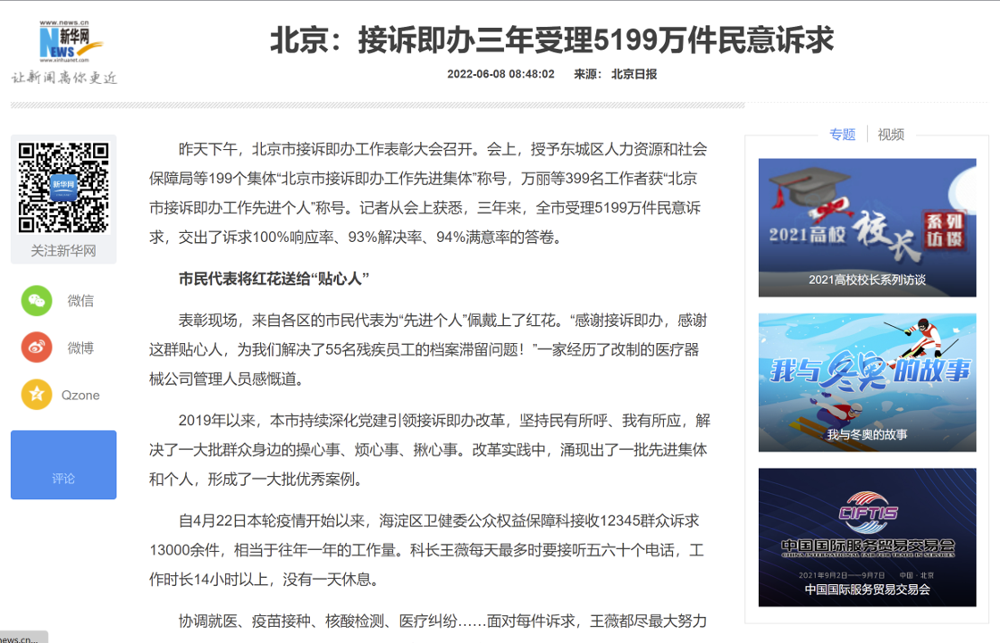 www.news.cn
新华网
NEWS
www.xinhuanet.com
让新闻离你更近
北京：接诉即办三年受理5199万件民意诉求
2022-06-08 08:48:02 来源： 北京日报
新华网
关注新华网
微信
微博
Qzone
评论
昨天下午，北京市接诉即办工作表彰大会召开。会上，授予东城区人力资源和社会
保障局等199个集体“北京市接诉即办工作先进集体”称号，万丽等399名工作者获“北京
市接诉即办工作先进个人”称号。记者从会上获悉，三年来，全市受理5199万件民意诉
求，交出了诉求100%响应率、93%解决率、94%满意率的答卷。
市民代表将红花送给“贴心人”
表彰现场，来自各区的市民代表为“先进个人”佩戴上了红花。“感谢接诉即办，感谢
这群贴心人，为我们解决了55名残疾员工的档案滞留问题！”一家经历了改制的医疗器
械公司管理人员感慨道。
2019年以来，本市持续深化党建引领接诉即办改革，坚持民有所呼、我有所应，解
决了一大批群众身边的操心事、烦心事、揪心事。改革实践中，涌现出了一批先进集体
和个人，形成了一大批优秀案例。
自4月22日本轮疫情开始以来，海淀区卫健委公众权益保障科接收12345群众诉求
13000余件，相当于往年一年的工作量。科长王薇每天最多时要接听五六十个电话，工
作时长14小时以上，没有一天休息。
协调就医、疫苗接种、核酸检测、医疗纠纷……面对每件诉求，王薇都尽最大努力
专题 视频
2021高校校长系列访谈
2021高校校长系列访谈
我与冬奥的故事
我与冬奥的故事
CIFTIS
中国国际服务贸易交易会
CHINA INTERNATIONAL FAIR FOR TRADE IN SERVICES
2021年9月2日——9月7日 中国·北京
中国国际服务贸易交易会
news.cn...